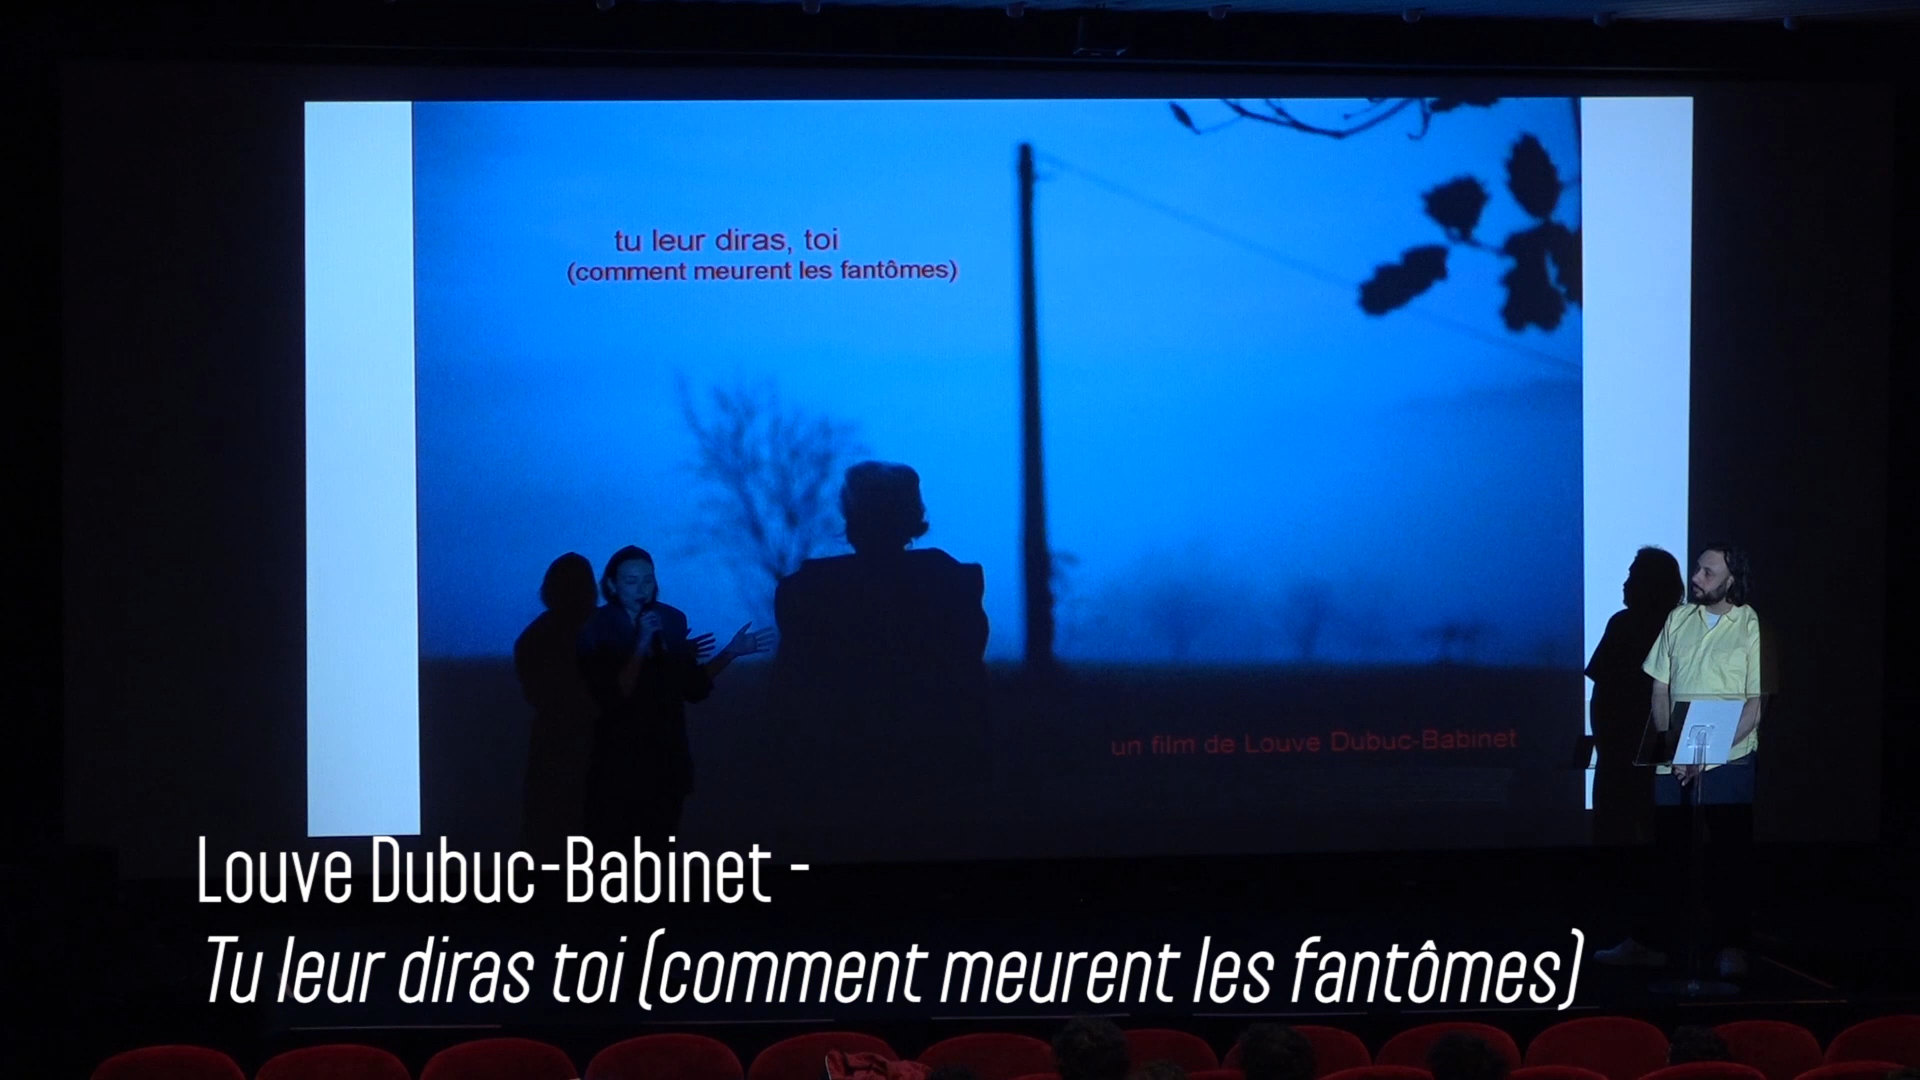 tu leur diras, toi
(comment meurent les fantômes)
un film de Louve Dubuc-Babinet
Louve Dubuc-Babinet -
Tu leur diras toi (comment meurent les fantômes)